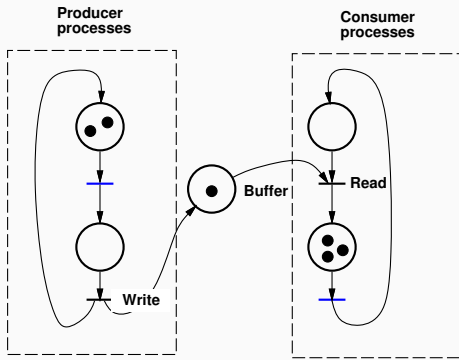 Producer
processes
Consumer
processes
Buffer
Read
Write